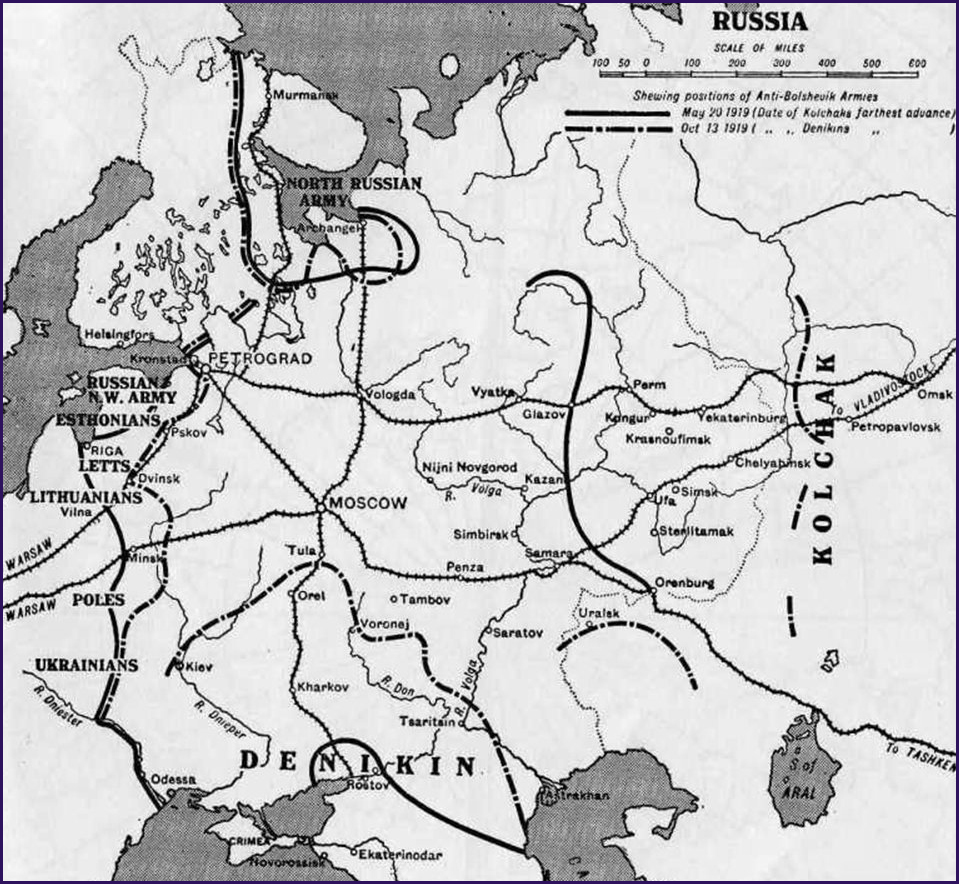 RUSSIA
SCALE OF MILES
100 50 0 100 200 300 400 500 600
Shewing positions of Anti-Bolshevik Armies
May 20 1919 (Date of Kolchaks farthest advance)
Oct 13 1919 ( „ „ Denikins „ )
Murmansk
NORTH RUSSIAN
ARMY
Archangel
Helsingfors
Kronstad
PETROGRAD
RUSSIAN
N.W. ARMY
ESTHONIANS
Pskov
RIGA
LETTS
Dvinsk
LITHUANIANS
Vilna
WARSAW
Minsk
WARSAW
POLES
UKRAINIANS
Kiev
R. Dniester
R. Dnieper
Odessa
CRIMEA
Novorossisk
Ekaterinodar
Vologda
Vyatka
Glazov
Perm
Kungur
Yekaterinburg
Krasnoufimsk
To VLADIVOSTOCK
Omsk
Petropavlovsk
Chelyabinsk
KOLCHAK
Nijni Novgorod
R. Volga
Kazan
Simsk
Ufa
MOSCOW
Simbirsk
Sterlitamak
Samara
Tula
Penza
Orenburg
Orel
Tambov
Uralsk
Voronej
Saratov
Kharkov
R. Don
R. Volga
Tsaritsin
DENIKIN
Rostov
Astrakhan
To TASHKEN
S of
ARAL